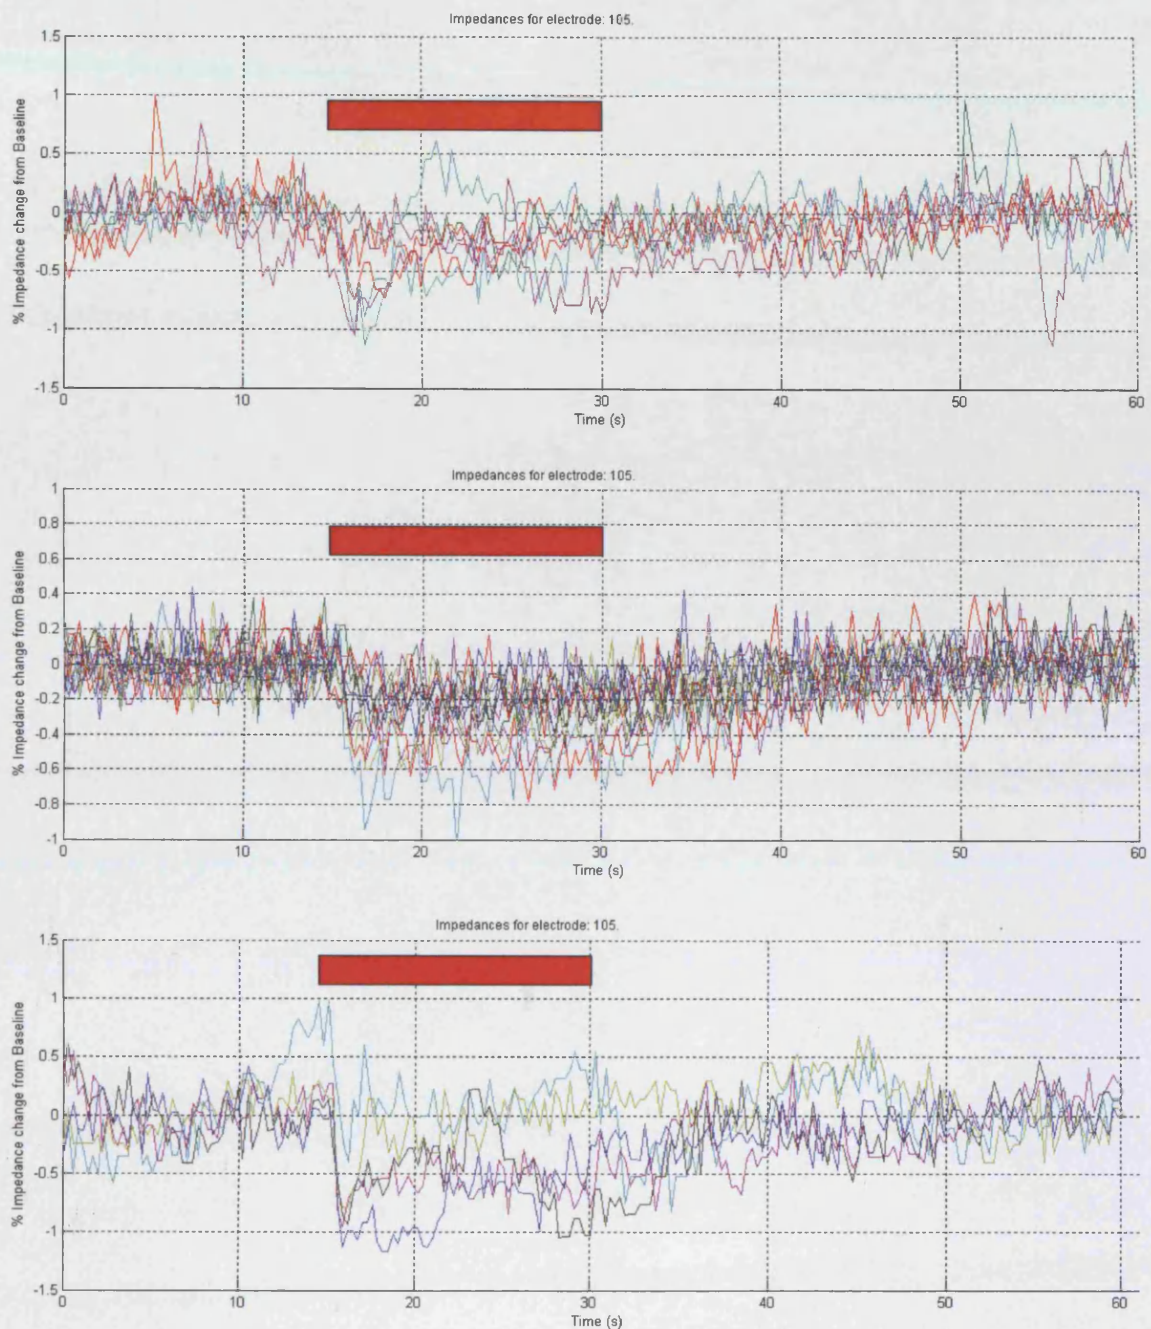 Impedances for electrode: 105.
1.5
1
0.5
0
-0.5
-1
-1.5
% Impedance change from Baseline
0 10 20 30 40 50 60
Time (s)
Impedances for electrode: 105.
1
0.8
0.6
0.4
0.2
0
-0.2
-0.4
-0.6
-0.8
-1
% Impedance change from Baseline
0 10 20 30 40 50 60
Time (s)
Impedances for electrode: 105.
1.5
1
0.5
0
-0.5
-1
-1.5
% Impedance change from Baseline
0 10 20 30 40 50 60
Time (s)